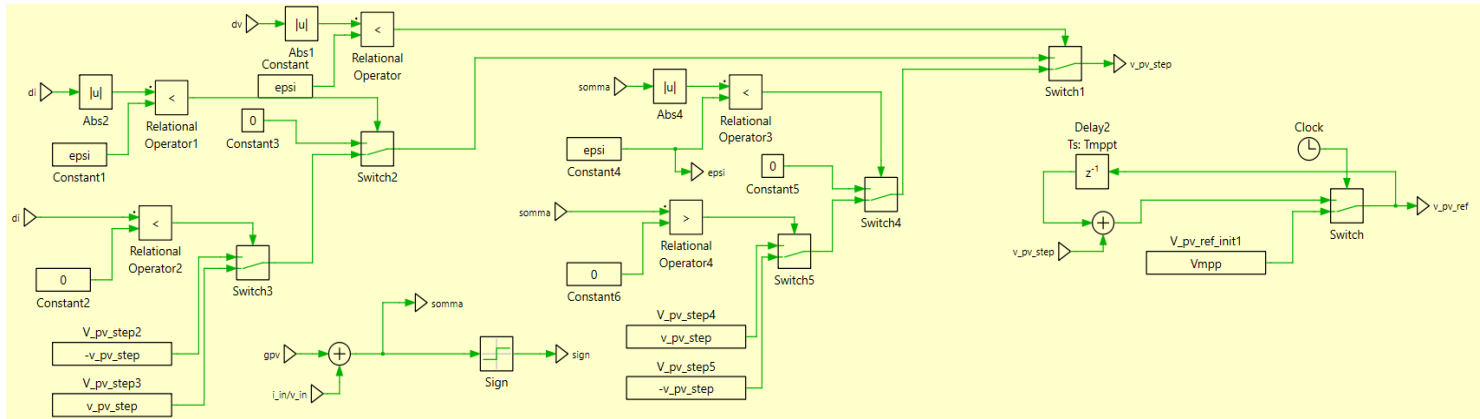 dv
|u|
Abs1
<
Relational
Operator
Constant
epsi
v_pv_step
Switch1
di
|u|
Abs2
<
Relational
Operator1
epsi
Constant1
0
Constant3
Switch2
somma
|u|
Abs4
<
Relational
Operator3
epsi
Constant4
epsi
0
Constant5
Switch4
Delay2
Ts: Tmppt
z-1
Clock
+
v_pv_step
Switch
v_pv_ref
V_pv_ref_init1
Vmpp
di
<
Relational
Operator2
0
Constant2
Switch3
somma
>
Relational
Operator4
0
Constant6
Switch5
V_pv_step2
-v_pv_step
V_pv_step3
v_pv_step
somma
gpv
+
i_in/v_in
Sign
sign
V_pv_step4
v_pv_step
V_pv_step5
-v_pv_step